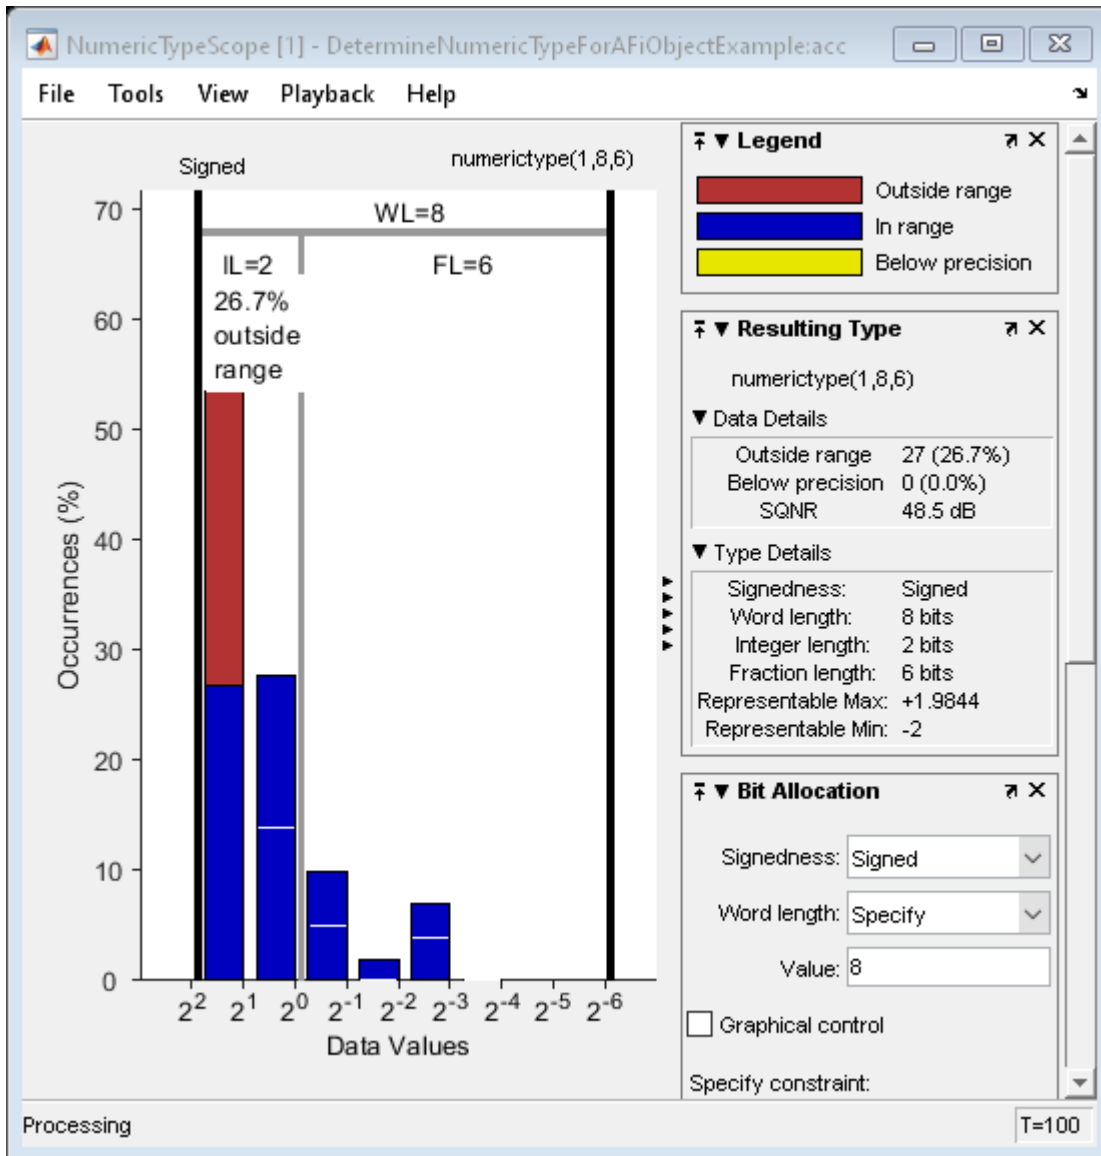 NumericTypeScope [1] - DetermineNumericTypeForAFiObjectExample:acc
File Tools View Playback Help
Signed
numerictype(1,8,6)
WL=8
IL=2
FL=6
26.7%
outside
range
70
60
50
40
30
20
10
0
Occurrences (%)
2^2 2^1 2^0 2^-1 2^-2 2^-3 2^-4 2^-5 2^-6
Data Values
Legend
Outside range
In range
Below precision
Resulting Type
numerictype(1,8,6)
Data Details
Outside range 27 (26.7%)
Below precision 0 (0.0%)
SQNR 48.5 dB
Type Details
Signedness: Signed
Word length: 8 bits
Integer length: 2 bits
Fraction length: 6 bits
Representable Max: +1.9844
Representable Min: -2
Bit Allocation
Signedness: Signed
Word length: Specify
Value: 8
Graphical control
Specify constraint:
Processing
T=100